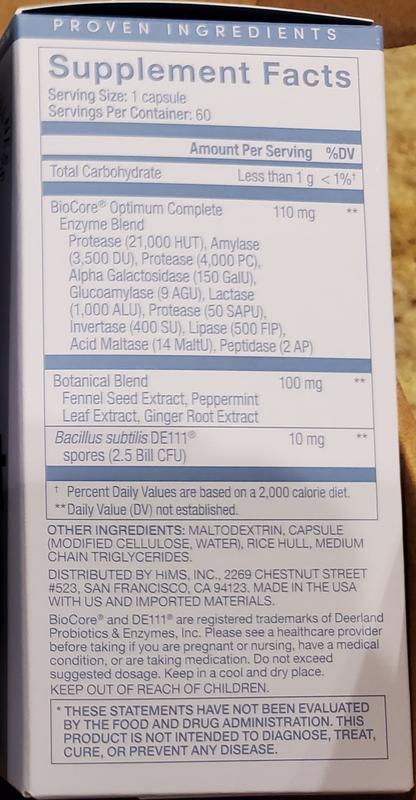 PROVEN INGREDIENTS
Supplement Facts
Serving Size: 1 capsule
Servings Per Container: 60
Amount Per Serving %DV
Total Carbohydrate Less than 1 g < 1%†
BioCore® Optimum Complete 110 mg **
Enzyme Blend
Protease (21,000 HUT), Amylase
(3,500 DU), Protease (4,000 PC),
Alpha Galactosidase (150 GalU),
Glucoamylase (9 AGU), Lactase
(1,000 ALU), Protease (50 SAPU),
Invertase (400 SU), Lipase (500 FIP),
Acid Maltase (14 MaltU), Peptidase (2 AP)
Botanical Blend 100 mg **
Fennel Seed Extract, Peppermint
Leaf Extract, Ginger Root Extract
Bacillus subtilis DE111® 10 mg **
spores (2.5 Bill CFU)
† Percent Daily Values are based on a 2,000 calorie diet.
** Daily Value (DV) not established.
OTHER INGREDIENTS: MALTODEXTRIN, CAPSULE
(MODIFIED CELLULOSE, WATER), RICE HULL, MEDIUM
CHAIN TRIGLYCERIDES.
DISTRIBUTED BY HIMS, INC., 2269 CHESTNUT STREET
#523, SAN FRANCISCO, CA 94123. MADE IN THE USA
WITH US AND IMPORTED MATERIALS.
BioCore® and DE111® are registered trademarks of Deerland
Probiotics & Enzymes, Inc. Please see a healthcare provider
before taking if you are pregnant or nursing, have a medical
condition, or are taking medication. Do not exceed
suggested dosage. Keep in a cool and dry place.
KEEP OUT OF REACH OF CHILDREN.
* THESE STATEMENTS HAVE NOT BEEN EVALUATED
BY THE FOOD AND DRUG ADMINISTRATION. THIS
PRODUCT IS NOT INTENDED TO DIAGNOSE, TREAT,
CURE, OR PREVENT ANY DISEASE.